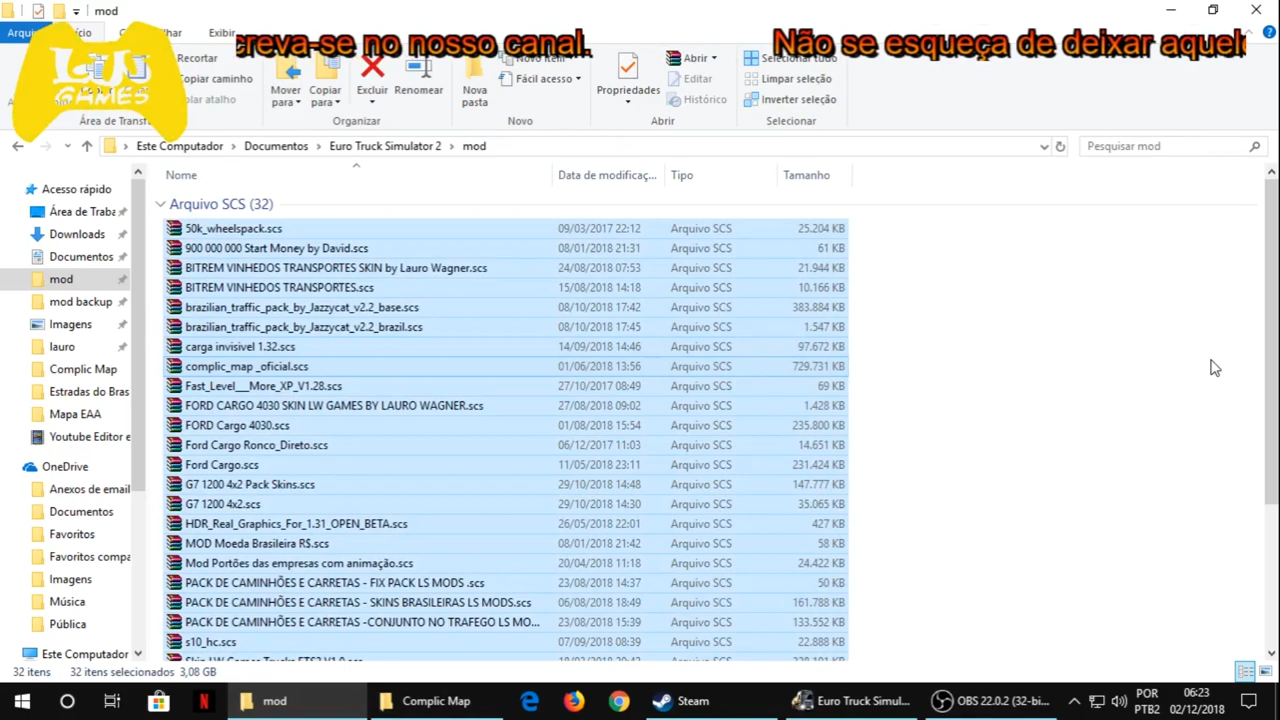 mod
creva-se no nosso canal.
Não se esqueça de deixar aquel
Exibir
LW GAMES
Recortar
Copiar caminho
Mover para
Copiar para
Excluir
Renomear
Nova pasta
Novo item
Fácil acesso
Propriedades
Abrir
Editar
Histórico
Selecionar tudo
Limpar seleção
Inverter seleção
Organizar
Novo
Abrir
Selecionar
Este Computador > Documentos > Euro Truck Simulator 2 > mod
Pesquisar mod
Nome Data de modificaç... Tipo Tamanho
Acesso rápido
Área de Traba
Downloads
Documentos
mod
mod backup
Imagens
lauro
Complic Map
Estradas do Bras
Mapa EAA
Youtube Editor e
OneDrive
Anexos de email
Documentos
Favoritos
Favoritos compa
Imagens
Música
Pública
Este Computador
Arquivo SCS (32)
50k_wheelspack.scs 09/03/2017 22:12 Arquivo SCS 25.204 KB
900 000 000 Start Money by David.scs 08/01/2018 21:31 Arquivo SCS 61 KB
BITREM VINHEDOS TRANSPORTES SKIN by Lauro Wagner.scs 24/08/2018 07:53 Arquivo SCS 21.944 KB
BITREM VINHEDOS TRANSPORTES.scs 15/08/2018 14:18 Arquivo SCS 10.166 KB
brazilian_traffic_pack_by_Jazzycat_v2.2_base.scs 08/10/2018 17:42 Arquivo SCS 383.884 KB
brazilian_traffic_pack_by_Jazzycat_v2.2_brazil.scs 08/10/2018 17:45 Arquivo SCS 1.547 KB
carga invisivel 1.32.scs 14/09/2018 14:46 Arquivo SCS 97.672 KB
complic_map _oficial.scs 01/06/2018 13:56 Arquivo SCS 729.731 KB
Fast_Level___More_XP_V1.28.scs 27/10/2017 08:49 Arquivo SCS 69 KB
FORD CARGO 4030 SKIN LW GAMES BY LAURO WAGNER.scs 27/08/2018 09:02 Arquivo SCS 1.428 KB
FORD Cargo 4030.scs 01/08/2018 15:54 Arquivo SCS 235.800 KB
Ford Cargo Ronco_Direto.scs 06/12/2017 11:03 Arquivo SCS 14.651 KB
Ford Cargo.scs 11/05/2018 23:11 Arquivo SCS 231.424 KB
G7 1200 4x2 Pack Skins.scs 29/10/2018 14:48 Arquivo SCS 147.777 KB
G7 1200 4x2.scs 29/10/2018 14:30 Arquivo SCS 35.065 KB
HDR_Real_Graphics_For_1.31_OPEN_BETA.scs 26/05/2018 22:01 Arquivo SCS 427 KB
MOD Moeda Brasileira R$.scs 08/01/2018 21:42 Arquivo SCS 58 KB
Mod Portões das empresas com animação.scs 20/04/2018 11:18 Arquivo SCS 24.422 KB
PACK DE CAMINHÕES E CARRETAS - FIX PACK LS MODS .scs 23/08/2018 14:37 Arquivo SCS 50 KB
PACK DE CAMINHÕES E CARRETAS - SKINS BRASILEIRAS LS MODS.scs 06/08/2018 18:49 Arquivo SCS 161.788 KB
PACK DE CAMINHÕES E CARRETAS -CONJUNTO NO TRAFEGO LS MO... 23/08/2018 15:39 Arquivo SCS 133.552 KB
s10_hc.scs 07/09/2018 08:39 Arquivo SCS 22.888 KB
32 itens 32 itens selecionados 3,08 GB
mod
Complic Map
Steam
Euro Truck Simul...
OBS 22.0.2 (32-bi...
POR
PTB2
06:23
02/12/2018